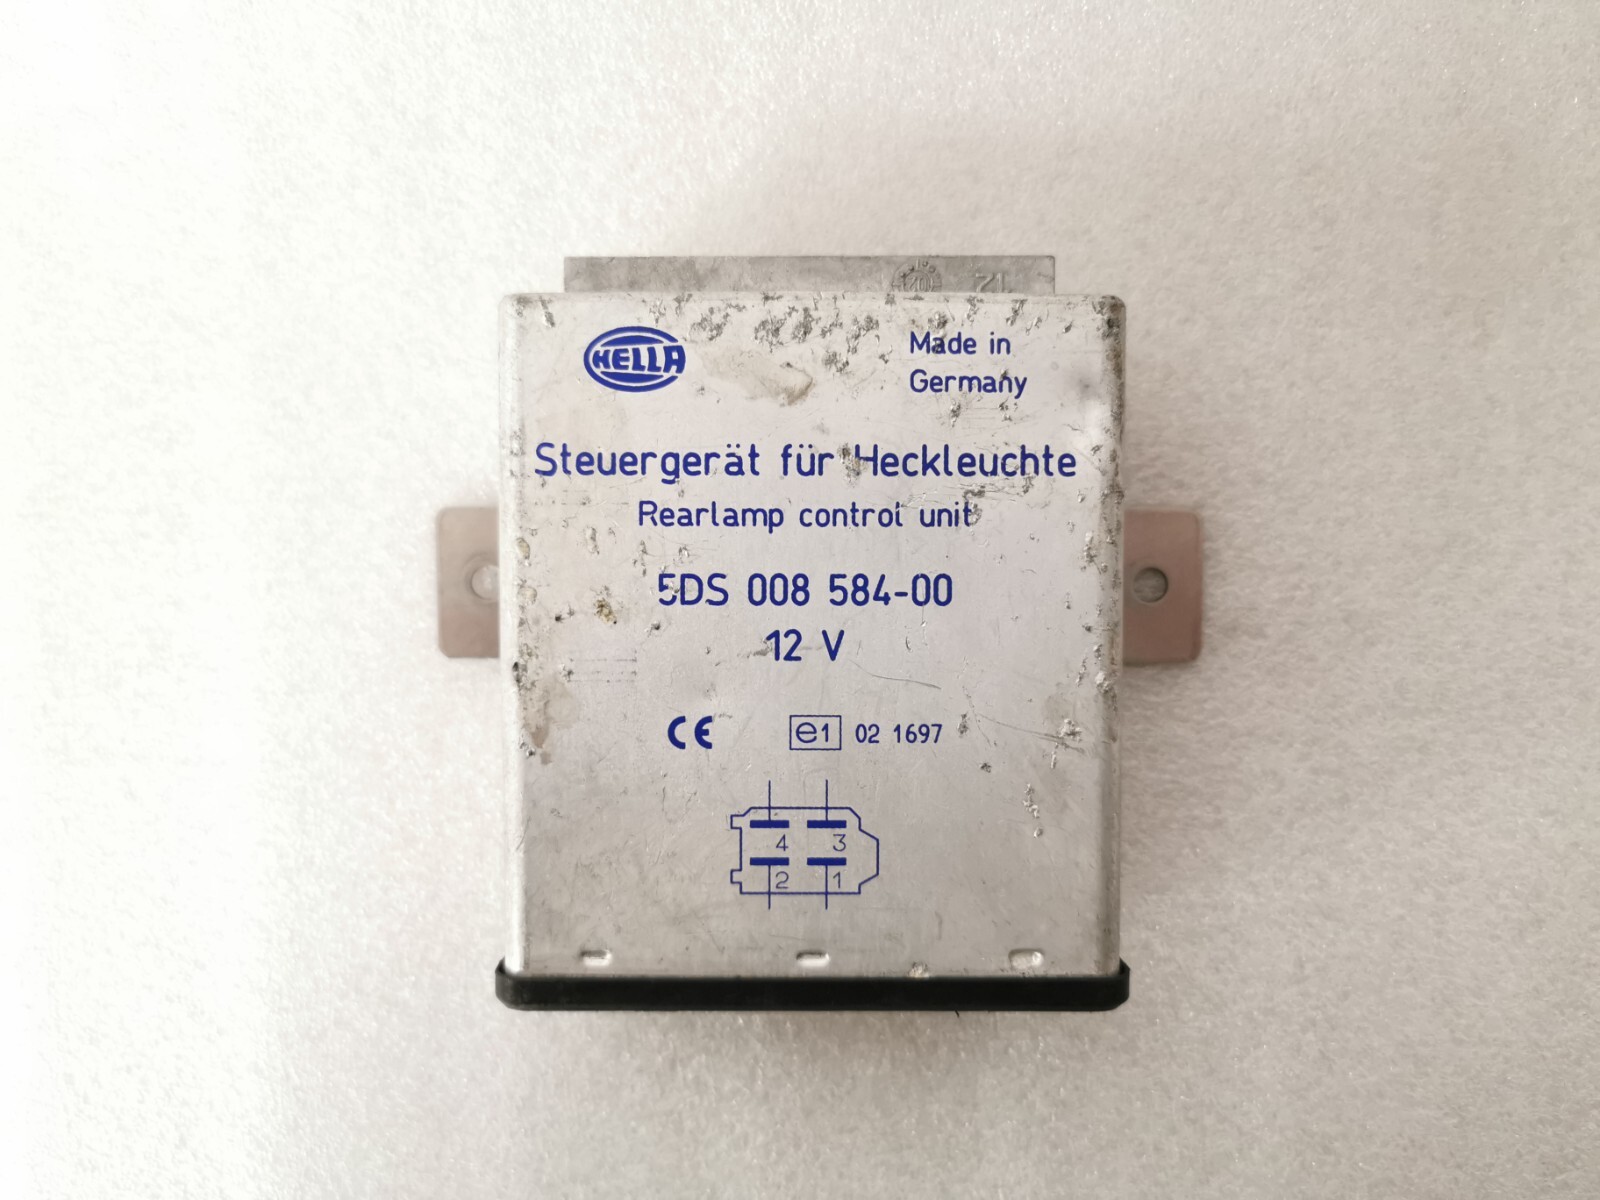 HELLA
Made in
Germany
Steuergerät für Heckleuchte
Rearlamp control unit
5DS 008 584-00
12 V
CE e1 02 1697
4 3
2 1